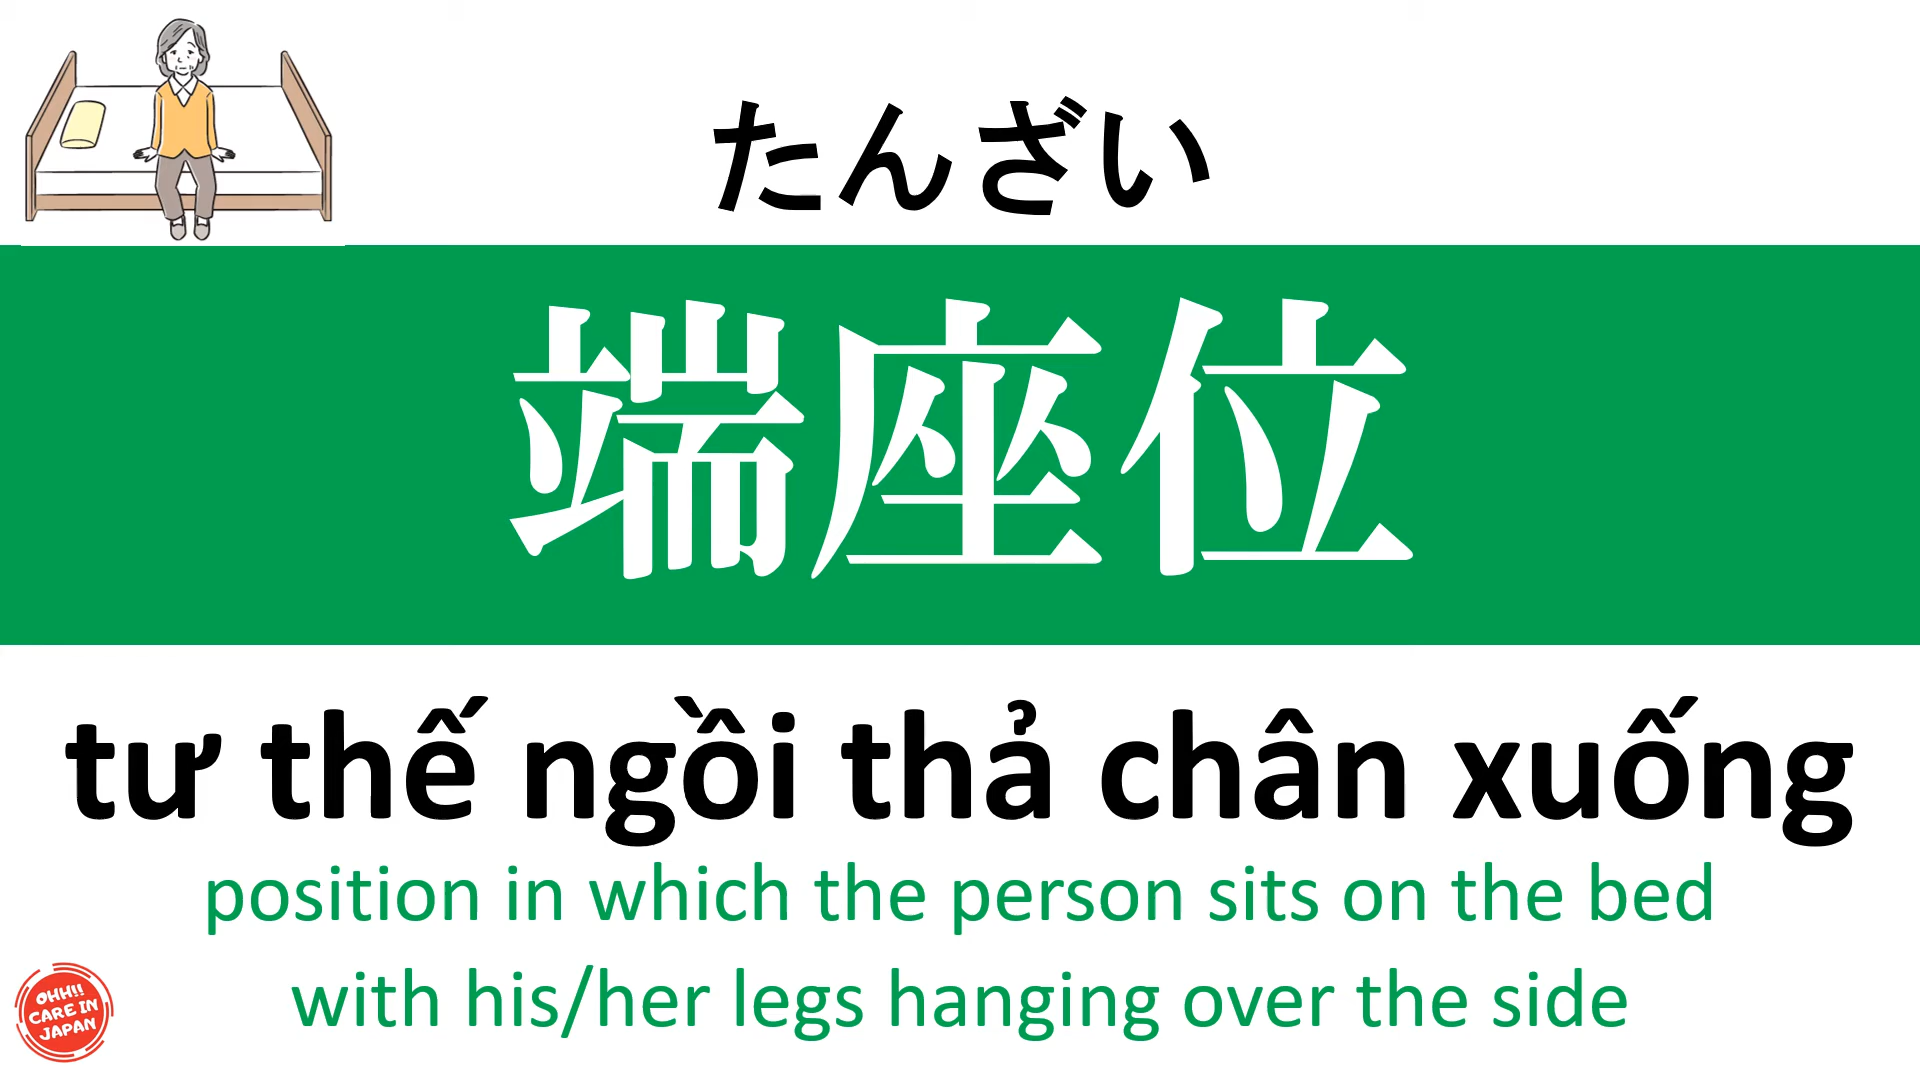 たんざい
端座位
tư thế ngồi thả chân xuống
position in which the person sits on the bed
with his/her legs hanging over the side
OHH!!
CARE IN
JAPAN